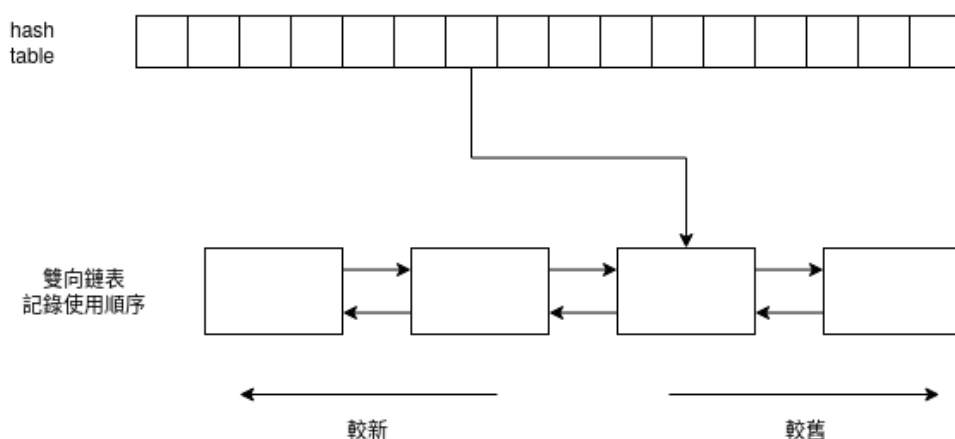 hash
table
雙向鏈表
記錄使用順序
較新
較舊